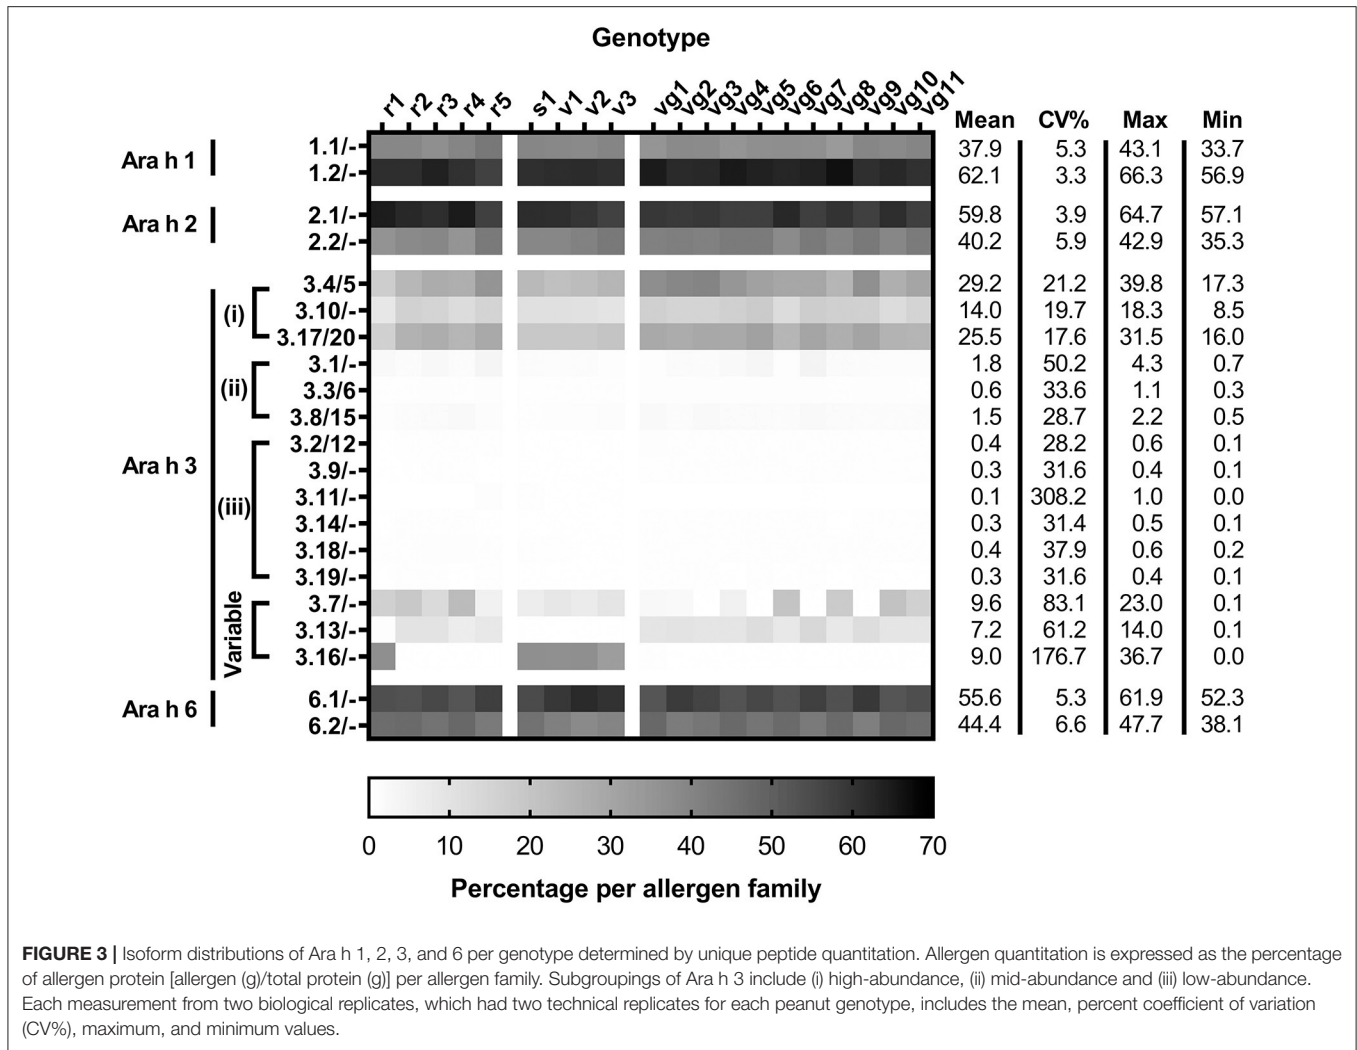 Genotype
r1 r2 r3 r4 r5 s1 v1 v2 v3 vg1 vg2 vg3 vg4 vg5 vg6 vg7 vg8 vg9 vg10 vg11
Mean CV% Max Min
Ara h 1
1.1/- 37.9 5.3 43.1 33.7
1.2/- 62.1 3.3 66.3 56.9
Ara h 2
2.1/- 59.8 3.9 64.7 57.1
2.2/- 40.2 5.9 42.9 35.3
Ara h 3
(i)
3.4/5 29.2 21.2 39.8 17.3
3.10/- 14.0 19.7 18.3 8.5
3.17/20 25.5 17.6 31.5 16.0
(ii)
3.1/- 1.8 50.2 4.3 0.7
3.3/6 0.6 33.6 1.1 0.3
3.8/15 1.5 28.7 2.2 0.5
(iii)
3.2/12 0.4 28.2 0.6 0.1
3.9/- 0.3 31.6 0.4 0.1
3.11/- 0.1 308.2 1.0 0.0
3.14/- 0.3 31.4 0.5 0.1
3.18/- 0.4 37.9 0.6 0.2
3.19/- 0.3 31.6 0.4 0.1
Variable
3.7/- 9.6 83.1 23.0 0.1
3.13/- 7.2 61.2 14.0 0.1
3.16/- 9.0 176.7 36.7 0.0
Ara h 6
6.1/- 55.6 5.3 61.9 52.3
6.2/- 44.4 6.6 47.7 38.1
0 10 20 30 40 50 60 70
Percentage per allergen family
FIGURE 3 | Isoform distributions of Ara h 1, 2, 3, and 6 per genotype determined by unique peptide quantitation. Allergen quantitation is expressed as the percentage
of allergen protein [allergen (g)/total protein (g)] per allergen family. Subgroupings of Ara h 3 include (i) high-abundance, (ii) mid-abundance and (iii) low-abundance.
Each measurement from two biological replicates, which had two technical replicates for each peanut genotype, includes the mean, percent coefficient of variation
(CV%), maximum, and minimum values.